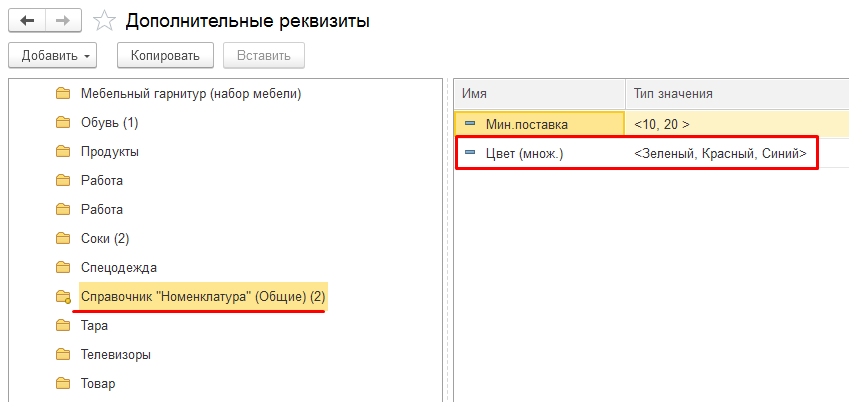 Дополнительные реквизиты
Добавить Копировать Вставить
Мебельный гарнитур (набор мебели)
Обувь (1)
Продукты
Работа
Работа
Соки (2)
Спецодежда
Справочник "Номенклатура" (Общие) (2)
Тара
Телевизоры
Товар
Имя Тип значения
Мин.поставка <10, 20 >
Цвет (множ.) <Зеленый, Красный, Синий>